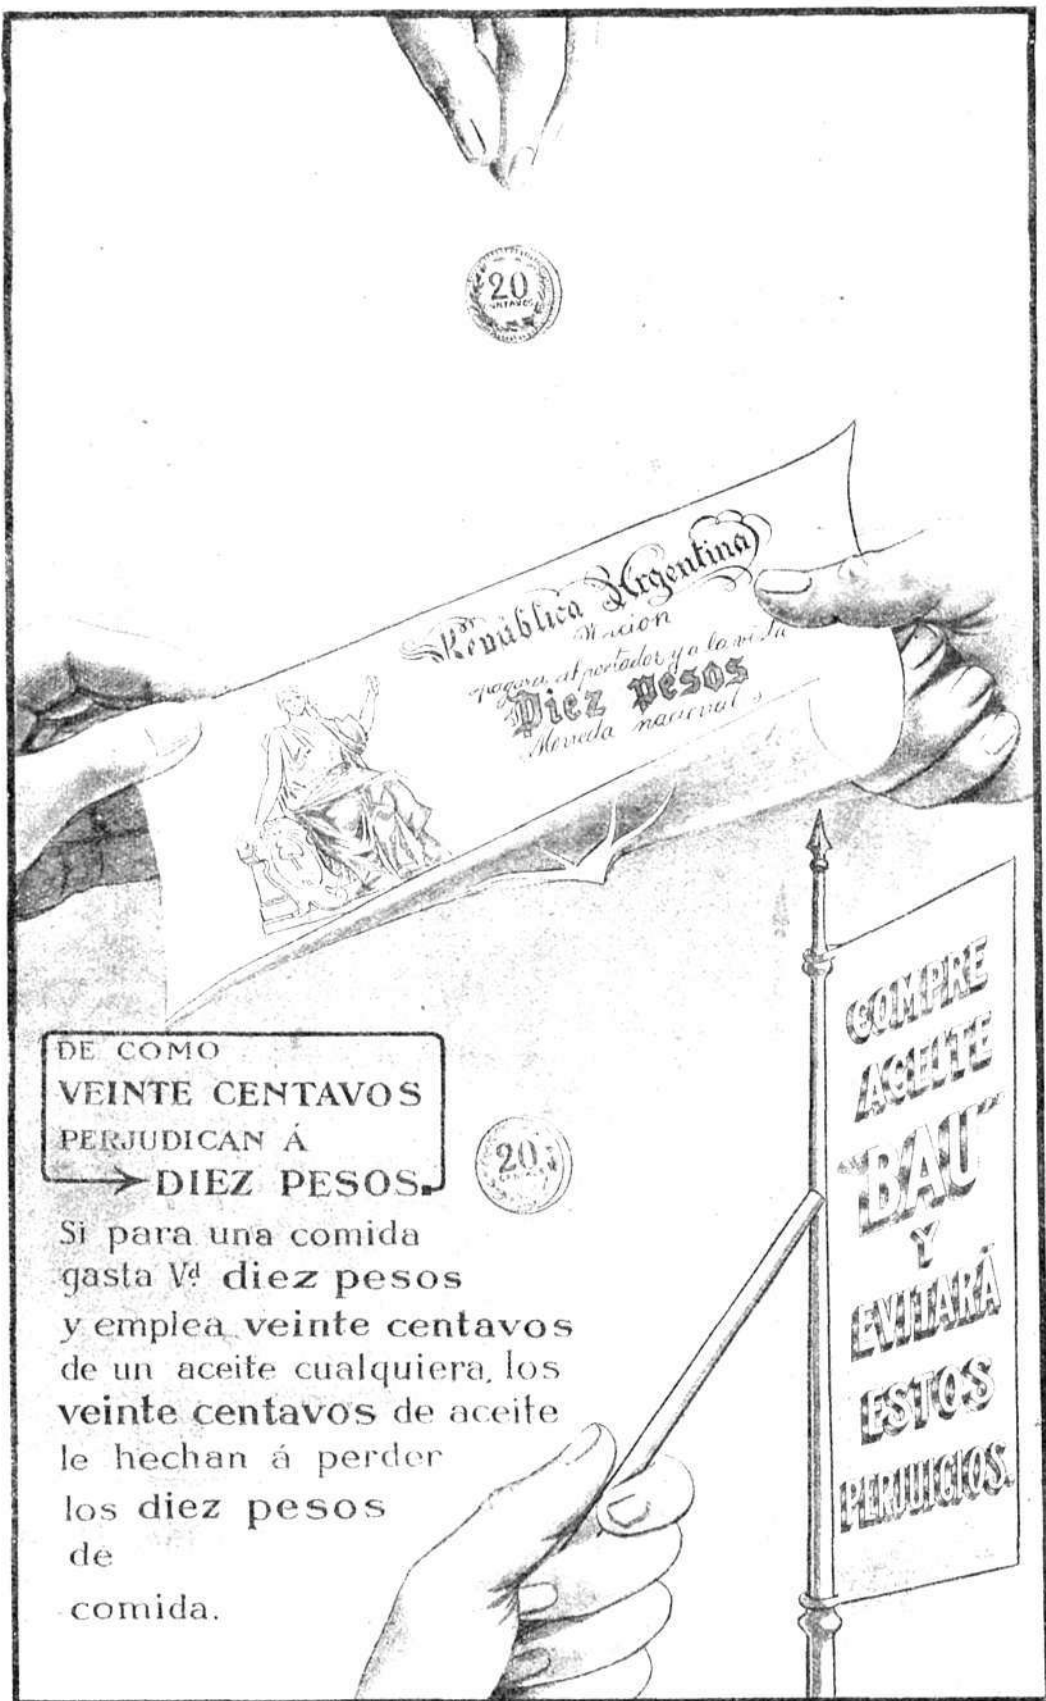 20
CENTAVOS
República Argentina
Nación
pagará al portador y a la vista
Diez Pesos
Moneda nacional
DE COMO
VEINTE CENTAVOS
PERJUDICAN Á
DIEZ PESOS.
20
Si para una comida
gasta Vd diez pesos
y emplea veinte centavos
de un aceite cualquiera, los
veinte centavos de aceite
le hechan á perder
los diez pesos
de
comida.
COMPRE
ACEITE
"BAU"
Y
EVITARÁ
ESTOS
PERJUICIOS.